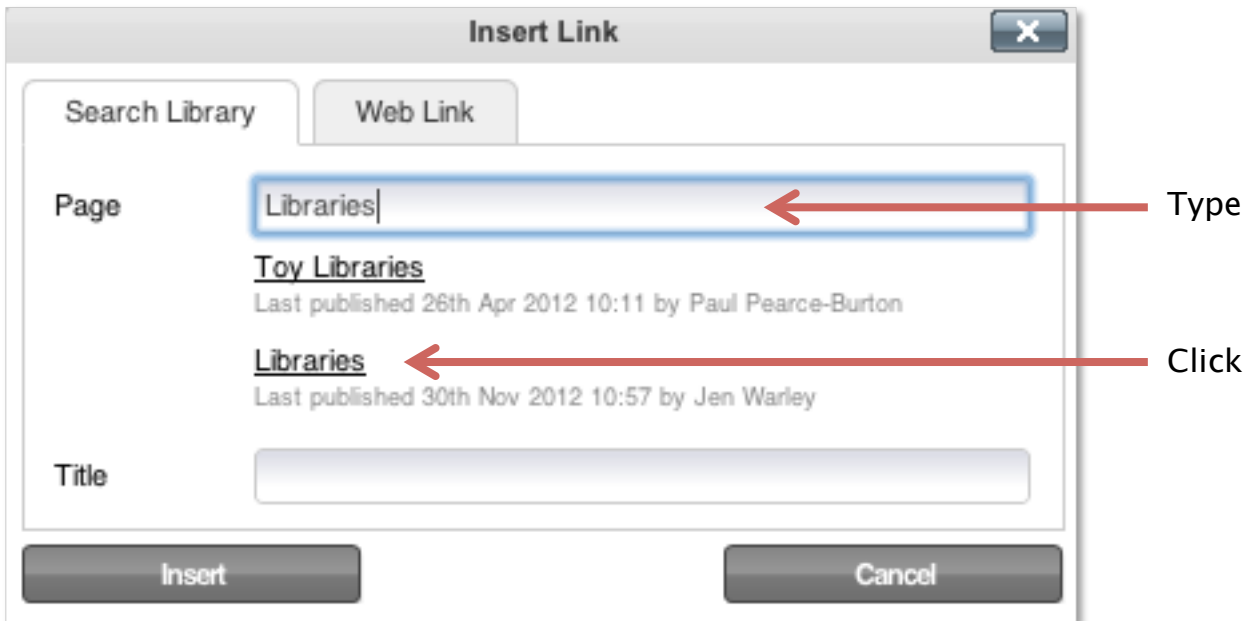 Insert Link
Search Library
Web Link
Page
Libraries
Type
Toy Libraries
Last published 26th Apr 2012 10:11 by Paul Pearce-Burton
Libraries
Click
Last published 30th Nov 2012 10:57 by Jen Warley
Title
Insert
Cancel